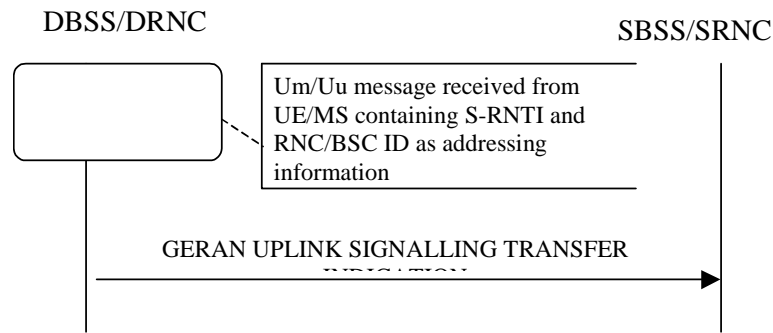 DBSS/DRNC
SBSS/SRNC
Um/Uu message received from
UE/MS containing S-RNTI and
RNC/BSC ID as addressing
information
GERAN UPLINK SIGNALLING TRANSFER
INDICATION